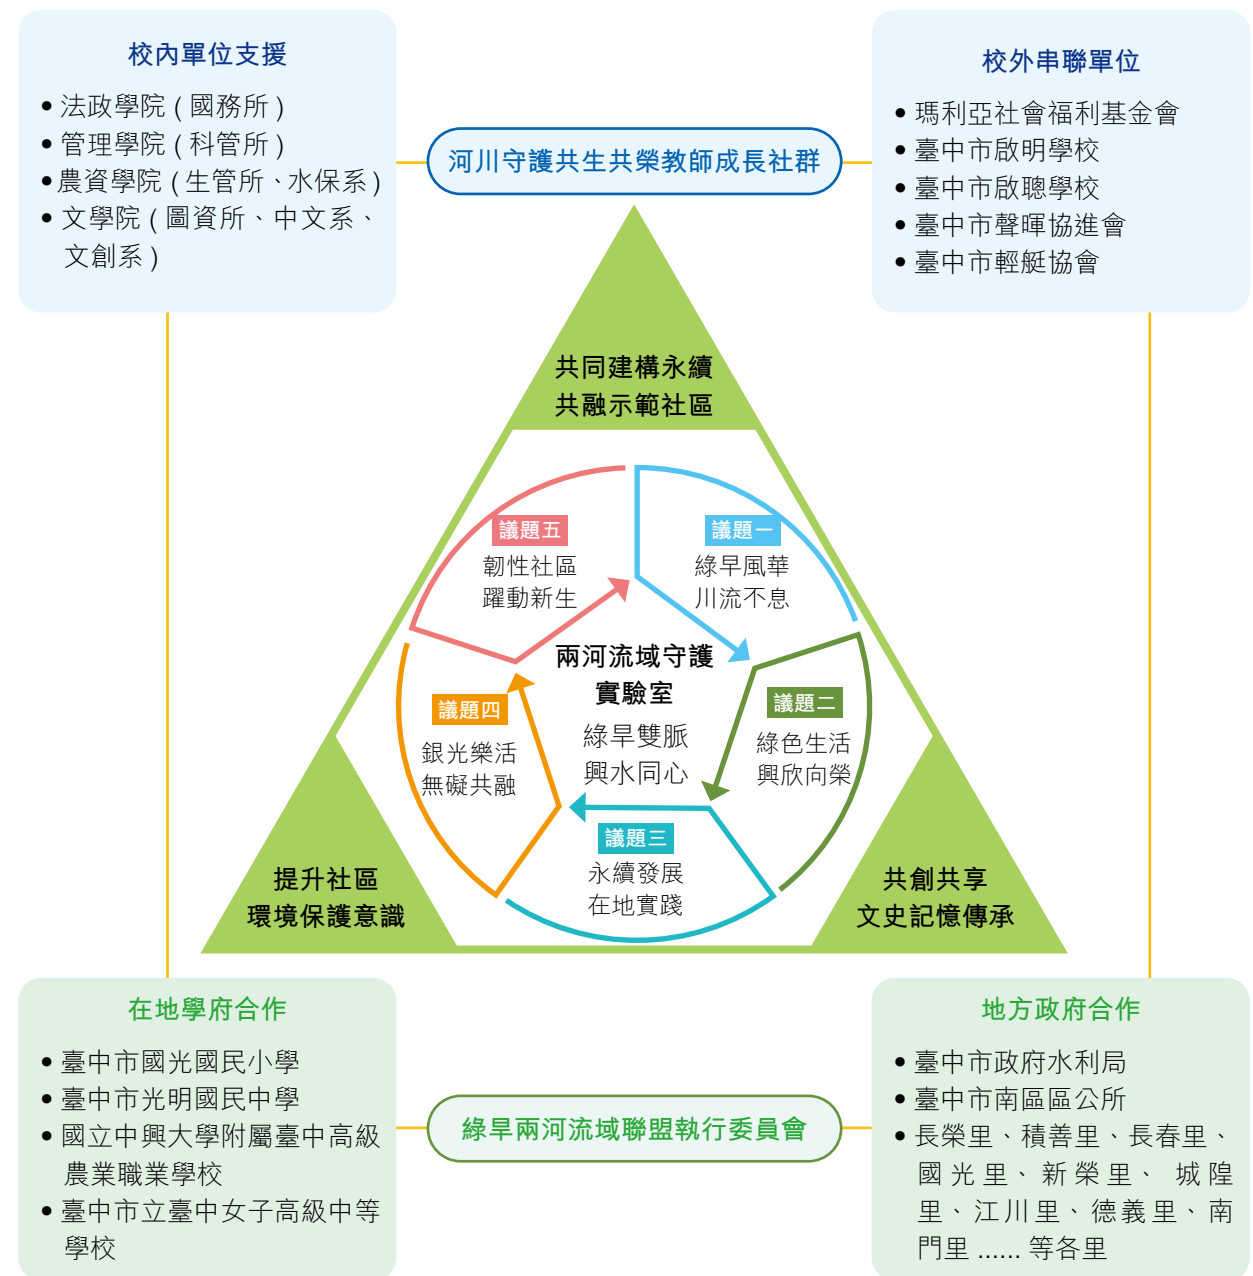 校內單位支援
• 法政學院 ( 國務所 )
• 管理學院 ( 科管所 )
• 農資學院 ( 生管所、水保系 )
• 文學院 ( 圖資所、中文系、
文創系 )
河川守護共生共榮教師成長社群
校外串聯單位
• 瑪利亞社會福利基金會
• 臺中市啟明學校
• 臺中市啟聰學校
• 臺中市聲暉協進會
• 臺中市輕艇協會
共同建構永續
共融示範社區
議題五
韌性社區
躍動新生
議題一
綠早風華
川流不息
兩河流域守護
實驗室
綠旱雙脈
興水同心
議題四
銀光樂活
無礙共融
議題二
綠色生活
興欣向榮
議題三
永續發展
在地實踐
提升社區
環境保護意識
共創共享
文史記憶傳承
在地學府合作
• 臺中市國光國民小學
• 臺中市光明國民中學
• 國立中興大學附屬臺中高級
農業職業學校
• 臺中市立臺中女子高級中等
學校
綠旱兩河流域聯盟執行委員會
地方政府合作
• 臺中市政府水利局
• 臺中市南區區公所
• 長榮里、積善里、長春里、
國光里、新榮里、 城隍
里、江川里、德義里、南
門里 ...... 等各里